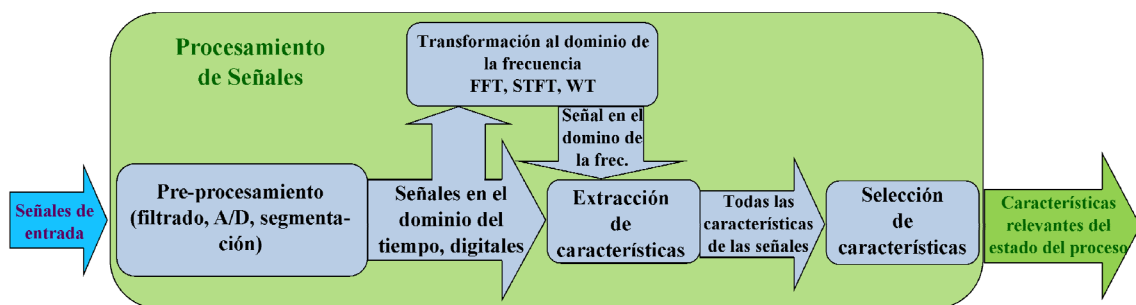 Procesamiento
de Señales
Transformación al dominio de
la frecuencia
FFT, STFT, WT
Señal en el
domino de
la frec.
Señales de
entrada
Pre-procesamiento
(filtrado, A/D, segmenta-
ción)
Señales en el
dominio del
tiempo, digitales
Extracción
de
características
Todas las
características
de las señales
Selección
de
características
Características
relevantes del
estado del proceso